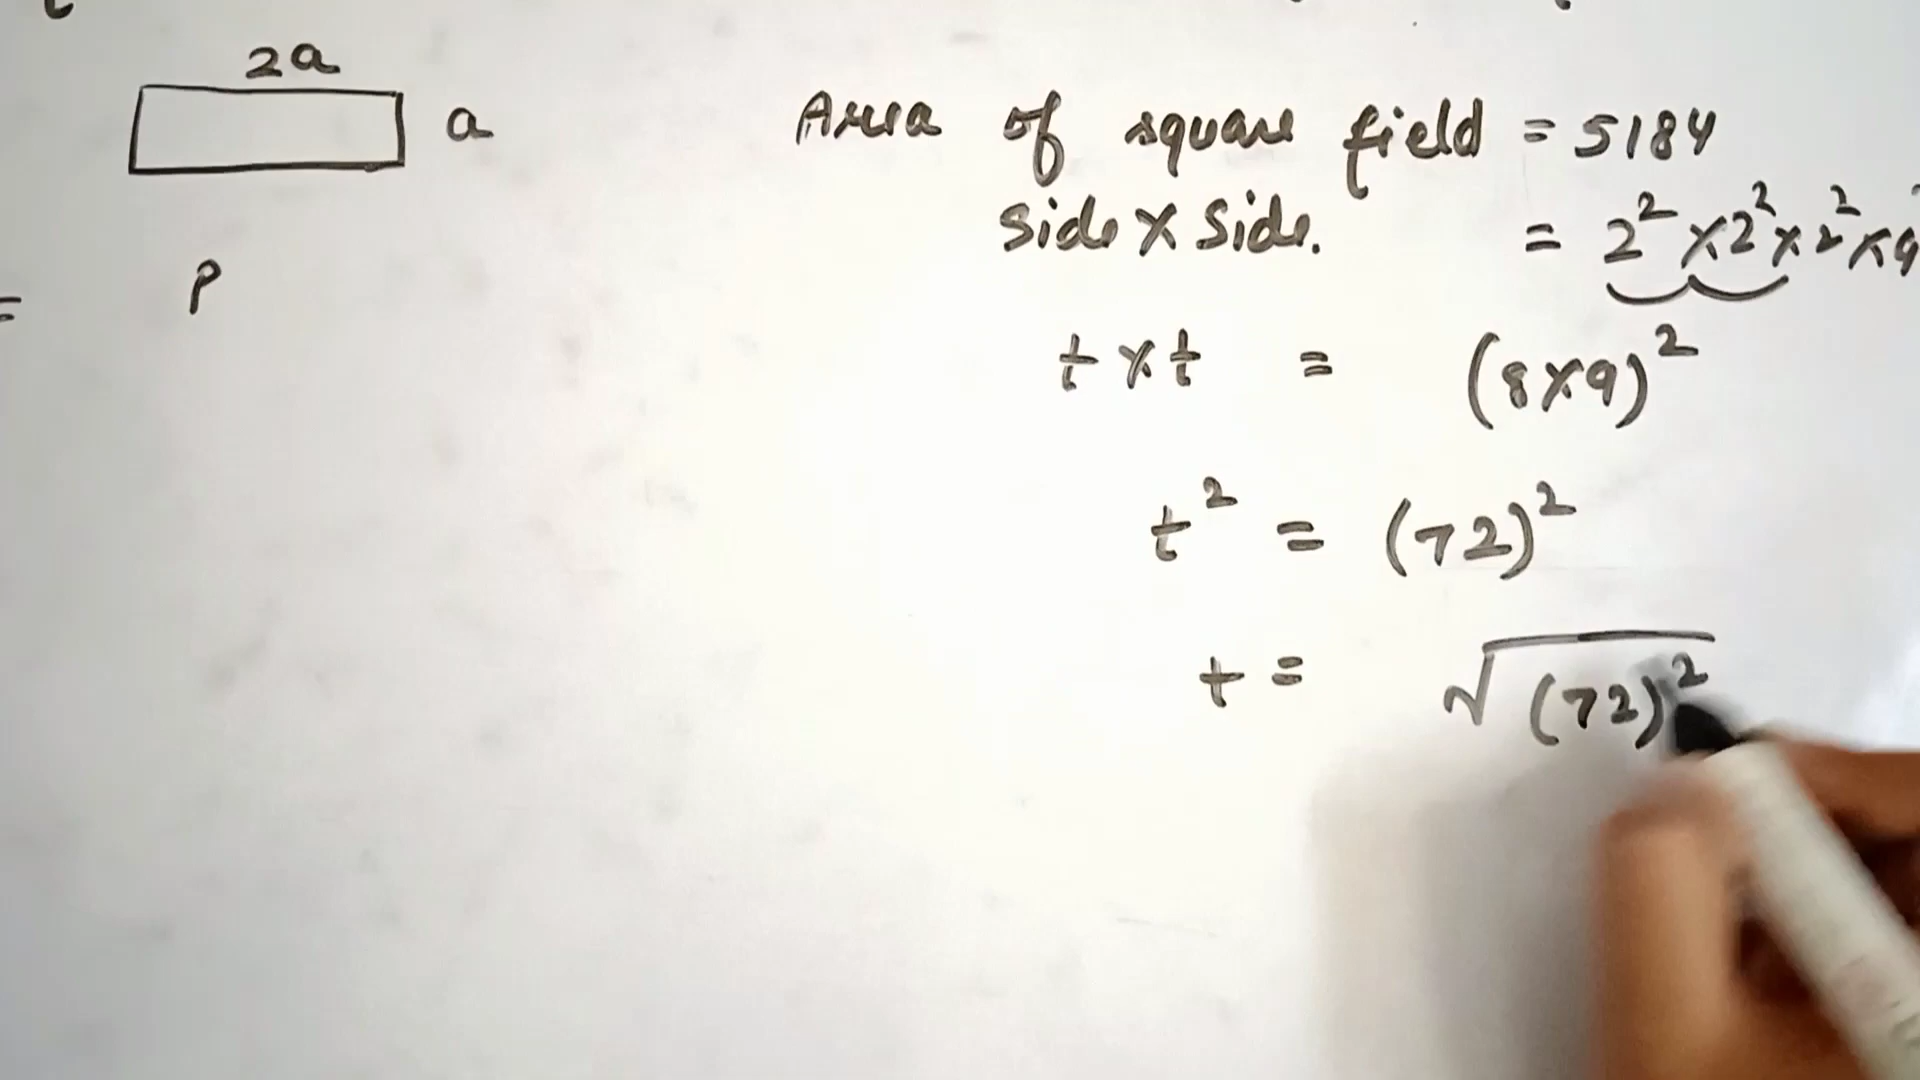 2a
a
P
=
Area of square field = 5184
Side x Side. = 2² x 2² x 2² x 9
t x t = (8x9)²
t² = (72)²
t = √(72)²